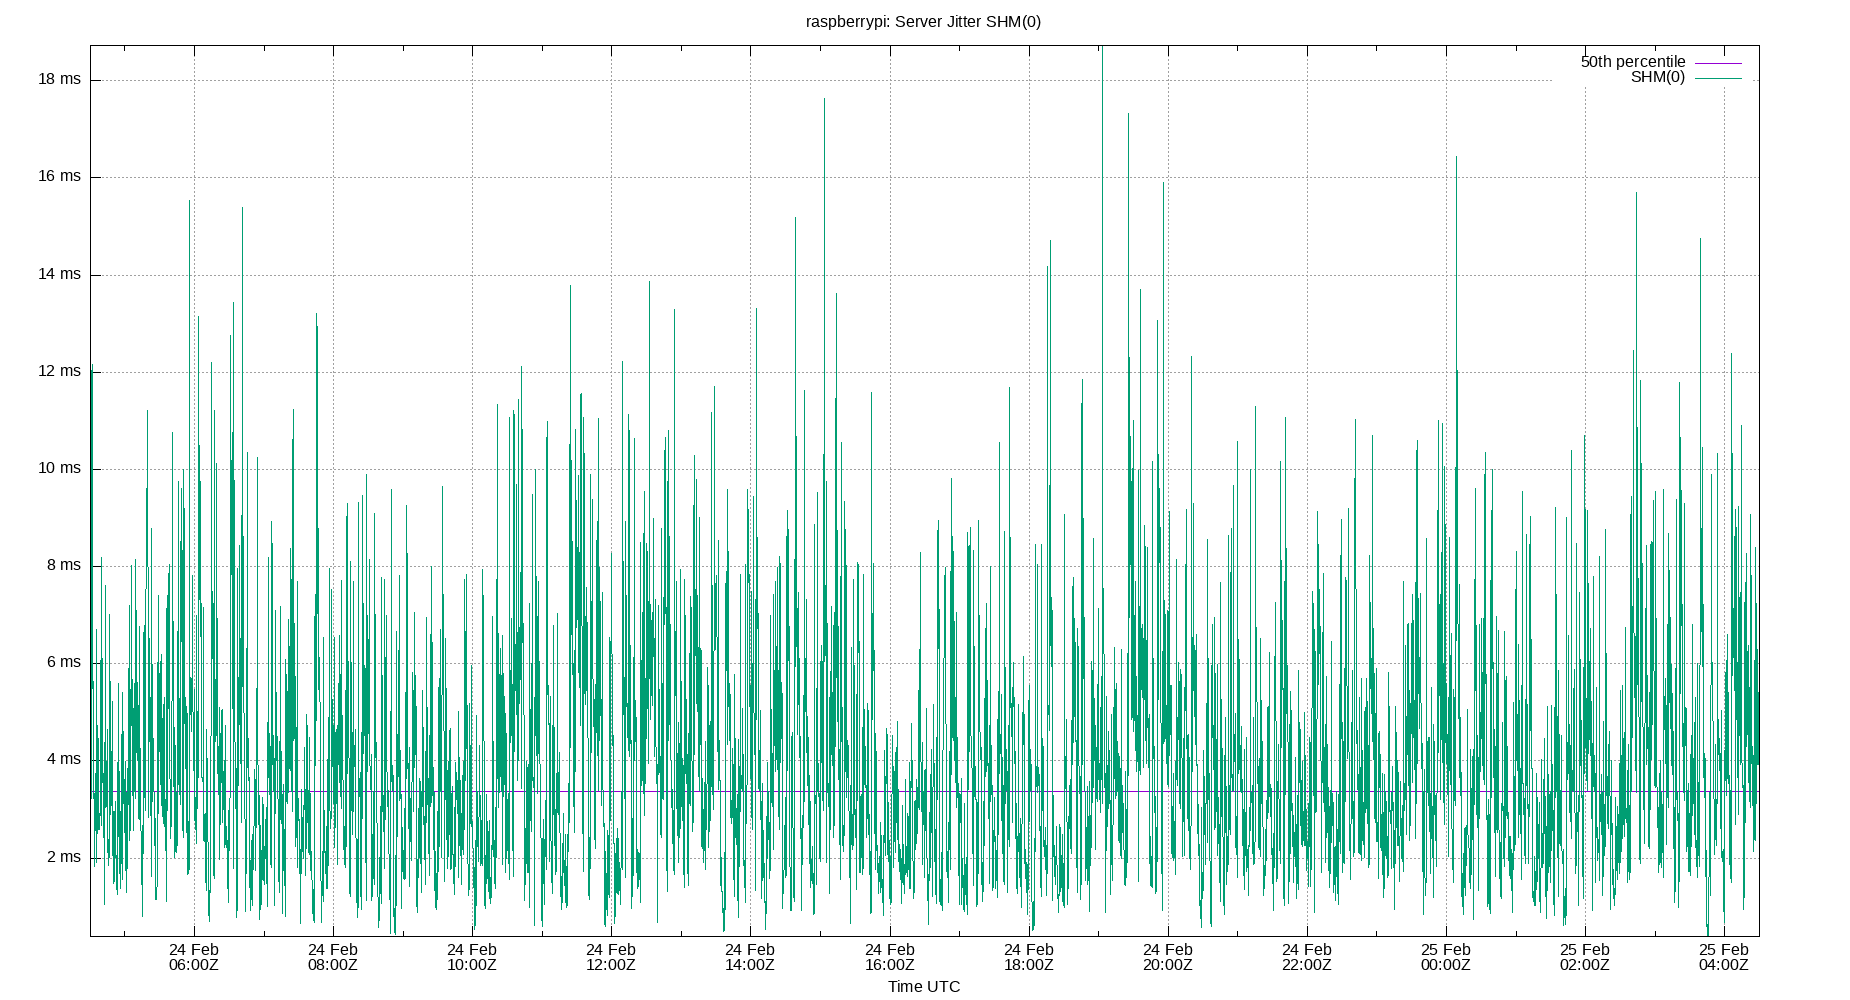 raspberrypi: Server Jitter SHM(0)
50th percentile
SHM(0)
18 ms
16 ms
14 ms
12 ms
10 ms
8 ms
6 ms
4 ms
2 ms
24 Feb 24 Feb 24 Feb 24 Feb 24 Feb 24 Feb 24 Feb 24 Feb 24 Feb 25 Feb 25 Feb 25 Feb
06:00Z 08:00Z 10:00Z 12:00Z 14:00Z 16:00Z 18:00Z 20:00Z 22:00Z 00:00Z 02:00Z 04:00Z
Time UTC